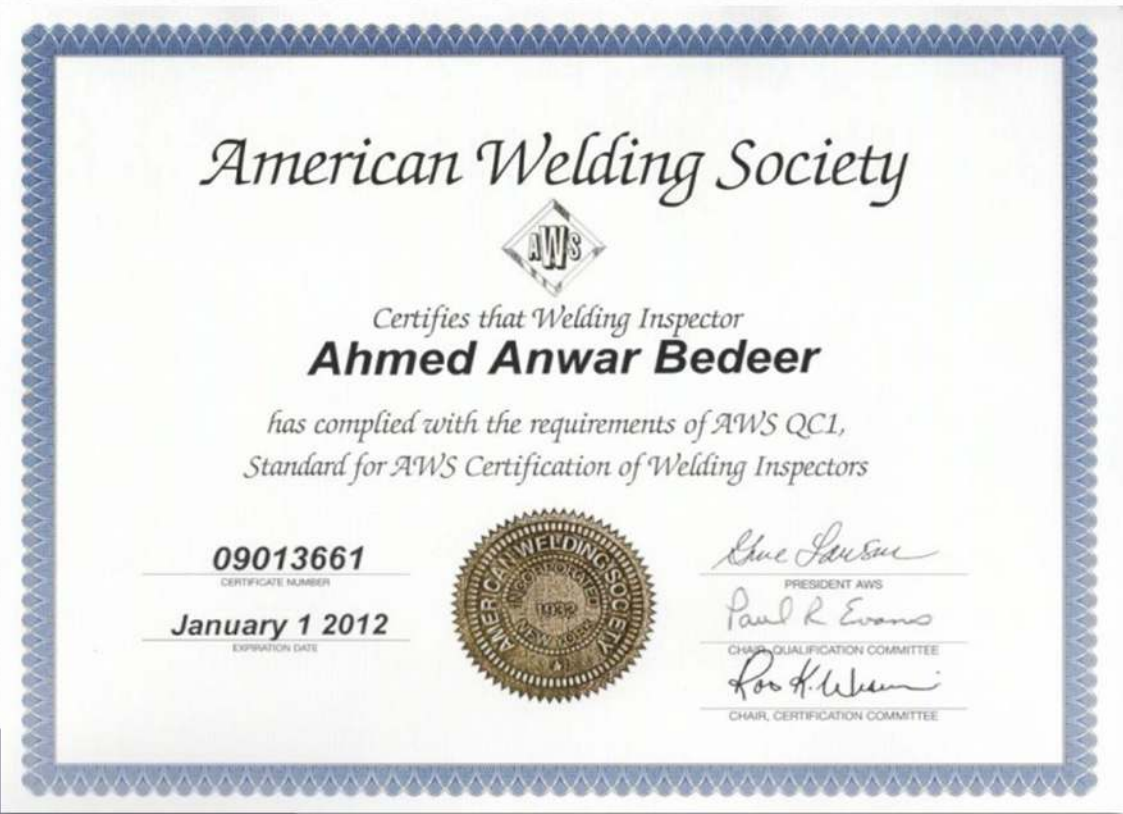 American Welding Society
AWS
Certifies that Welding Inspector
Ahmed Anwar Bedeer
has complied with the requirements of AWS QC1,
Standard for AWS Certification of Welding Inspectors
09013661
CERTIFICATE NUMBER
January 1 2012
EXPIRATION DATE
AMERICAN WELDING SOCIETY
INCORPORATED
NEW YORK
PRESIDENT AWS
Paul R Evans
CHAIR, QUALIFICATION COMMITTEE
CHAIR, CERTIFICATION COMMITTEE